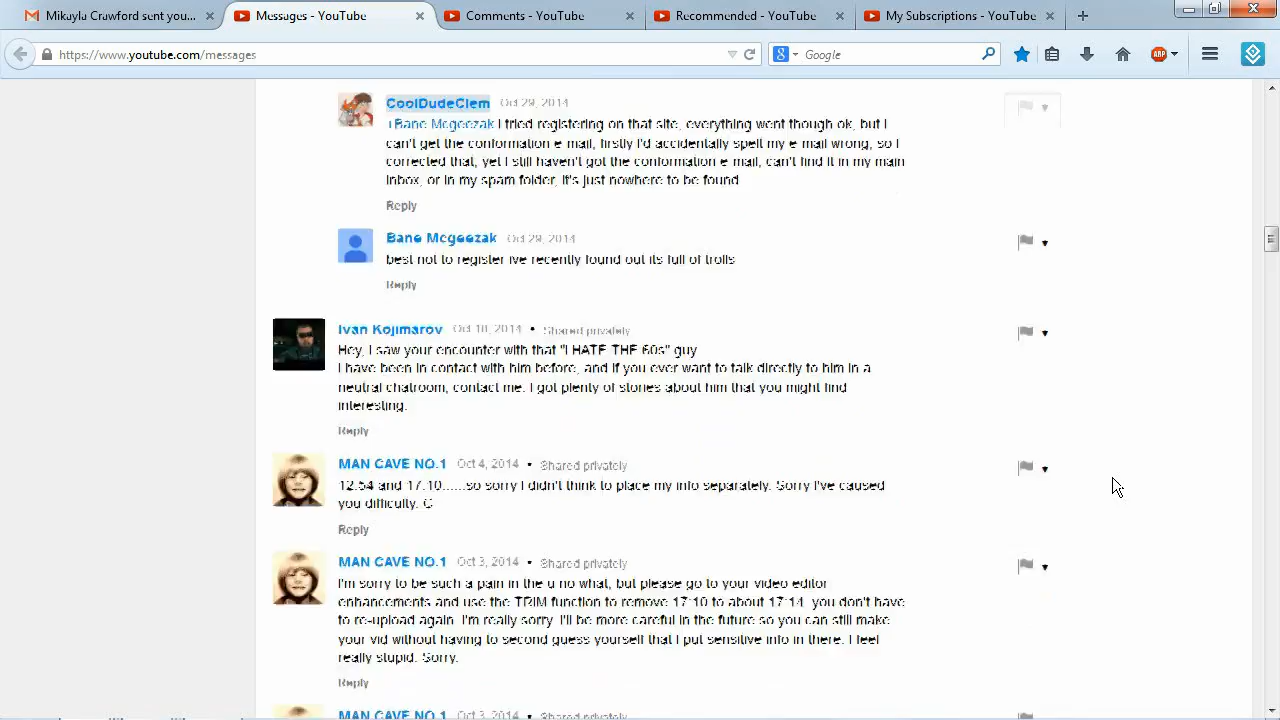 Mikaylu Crawford sent you...
Messages - YouTube
Comments - YouTube
Recommended - YouTube
My Subscriptions - YouTube
https://www.youtube.com/messages
Google
ABP
CoolDudeClem Oct 29, 2014
+Bane Mcgeezak I tried registering on that site, everything went though ok, but I
can't get the conformation e mail, firstly I'd accidentally spelt my e mail wrong, so I
corrected that, yet I still haven't got the conformation e mail, can't find it in my main
inbox, or in my spam folder, it's just nowhere to be found
Reply
Bane Mcgeezak Oct 29, 2014
best not to register ive recently found out its full of trolls
Reply
Ivan Kojimarov Oct 18, 2014 • Shared privately
Hey, I saw your encounter with that "I HATE THE 60s" guy
I have been in contact with him before, and if you ever want to talk directly to him in a
neutral chatroom, contact me. I got plenty of stories about him that you might find
interesting.
Reply
MAN CAVE NO.1 Oct 4, 2014 • Shared privately
12.54 and 17.10......so sorry I didn't think to place my info separately. Sorry I've caused
you difficulty. C
Reply
MAN CAVE NO.1 Oct 3, 2014 • Shared privately
I'm sorry to be such a pain in the u no what, but please go to your video editor
enhancements and use the TRIM function to remove 17:10 to about 17:14. you don't have
to re-upload again. I'm really sorry. I'll be more careful in the future so you can still make
your vid without having to second guess yourself that I put sensitive info in there. I feel
really stupid. Sorry.
Reply
MAN CAVE NO.1 Oct 3, 2014 • Shared privately